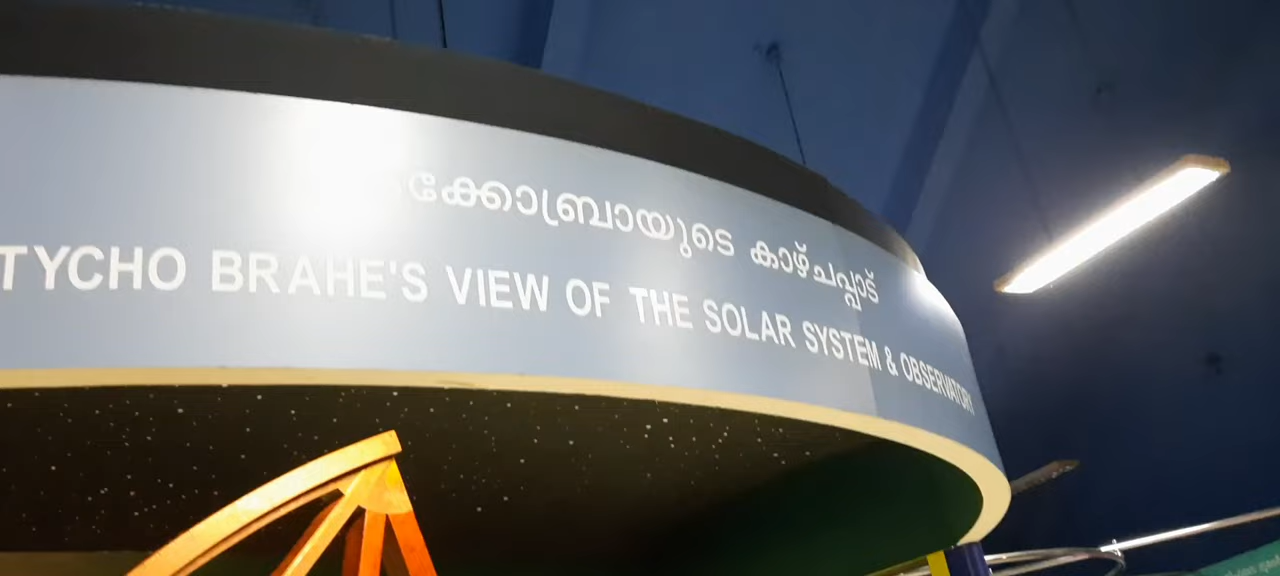 ക്കോബ്രായുടെ കാഴ്ചപ്പാട്
TYCHO BRAHE'S VIEW OF THE SOLAR SYSTEM & OBSERVATORY